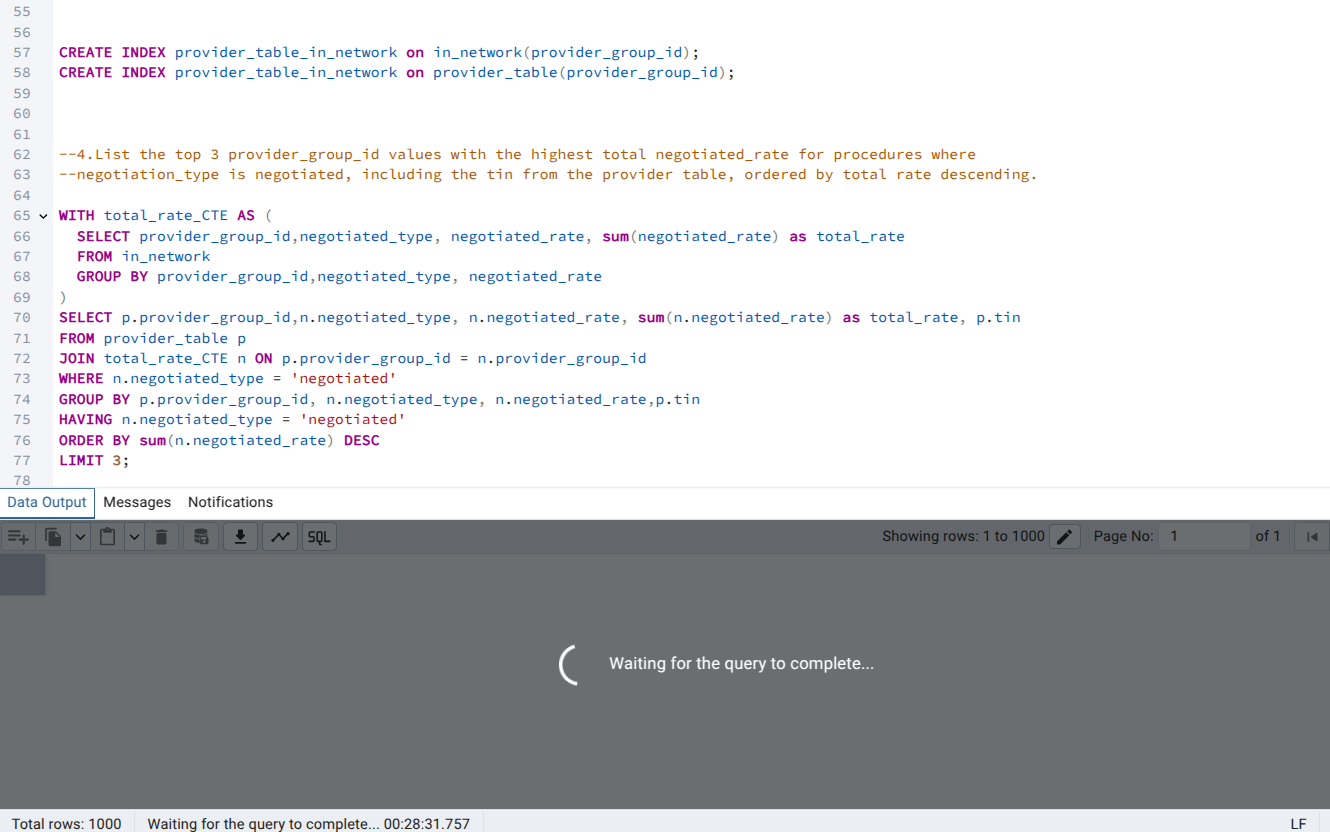 55
56
57 CREATE INDEX provider_table_in_network on in_network(provider_group_id);
58 CREATE INDEX provider_table_in_network on provider_table(provider_group_id);
59
60
61
62 --4.List the top 3 provider_group_id values with the highest total negotiated_rate for procedures where
63 --negotiation_type is negotiated, including the tin from the provider table, ordered by total rate descending.
64
65 WITH total_rate_CTE AS (
66 SELECT provider_group_id,negotiated_type, negotiated_rate, sum(negotiated_rate) as total_rate
67 FROM in_network
68 GROUP BY provider_group_id,negotiated_type, negotiated_rate
69 )
70 SELECT p.provider_group_id,n.negotiated_type, n.negotiated_rate, sum(n.negotiated_rate) as total_rate, p.tin
71 FROM provider_table p
72 JOIN total_rate_CTE n ON p.provider_group_id = n.provider_group_id
73 WHERE n.negotiated_type = 'negotiated'
74 GROUP BY p.provider_group_id, n.negotiated_type, n.negotiated_rate,p.tin
75 HAVING n.negotiated_type = 'negotiated'
76 ORDER BY sum(n.negotiated_rate) DESC
77 LIMIT 3;
78
Data Output Messages Notifications
SQL Showing rows: 1 to 1000 Page No: 1 of 1
Waiting for the query to complete...
Total rows: 1000 Waiting for the query to complete... 00:28:31.757 LF